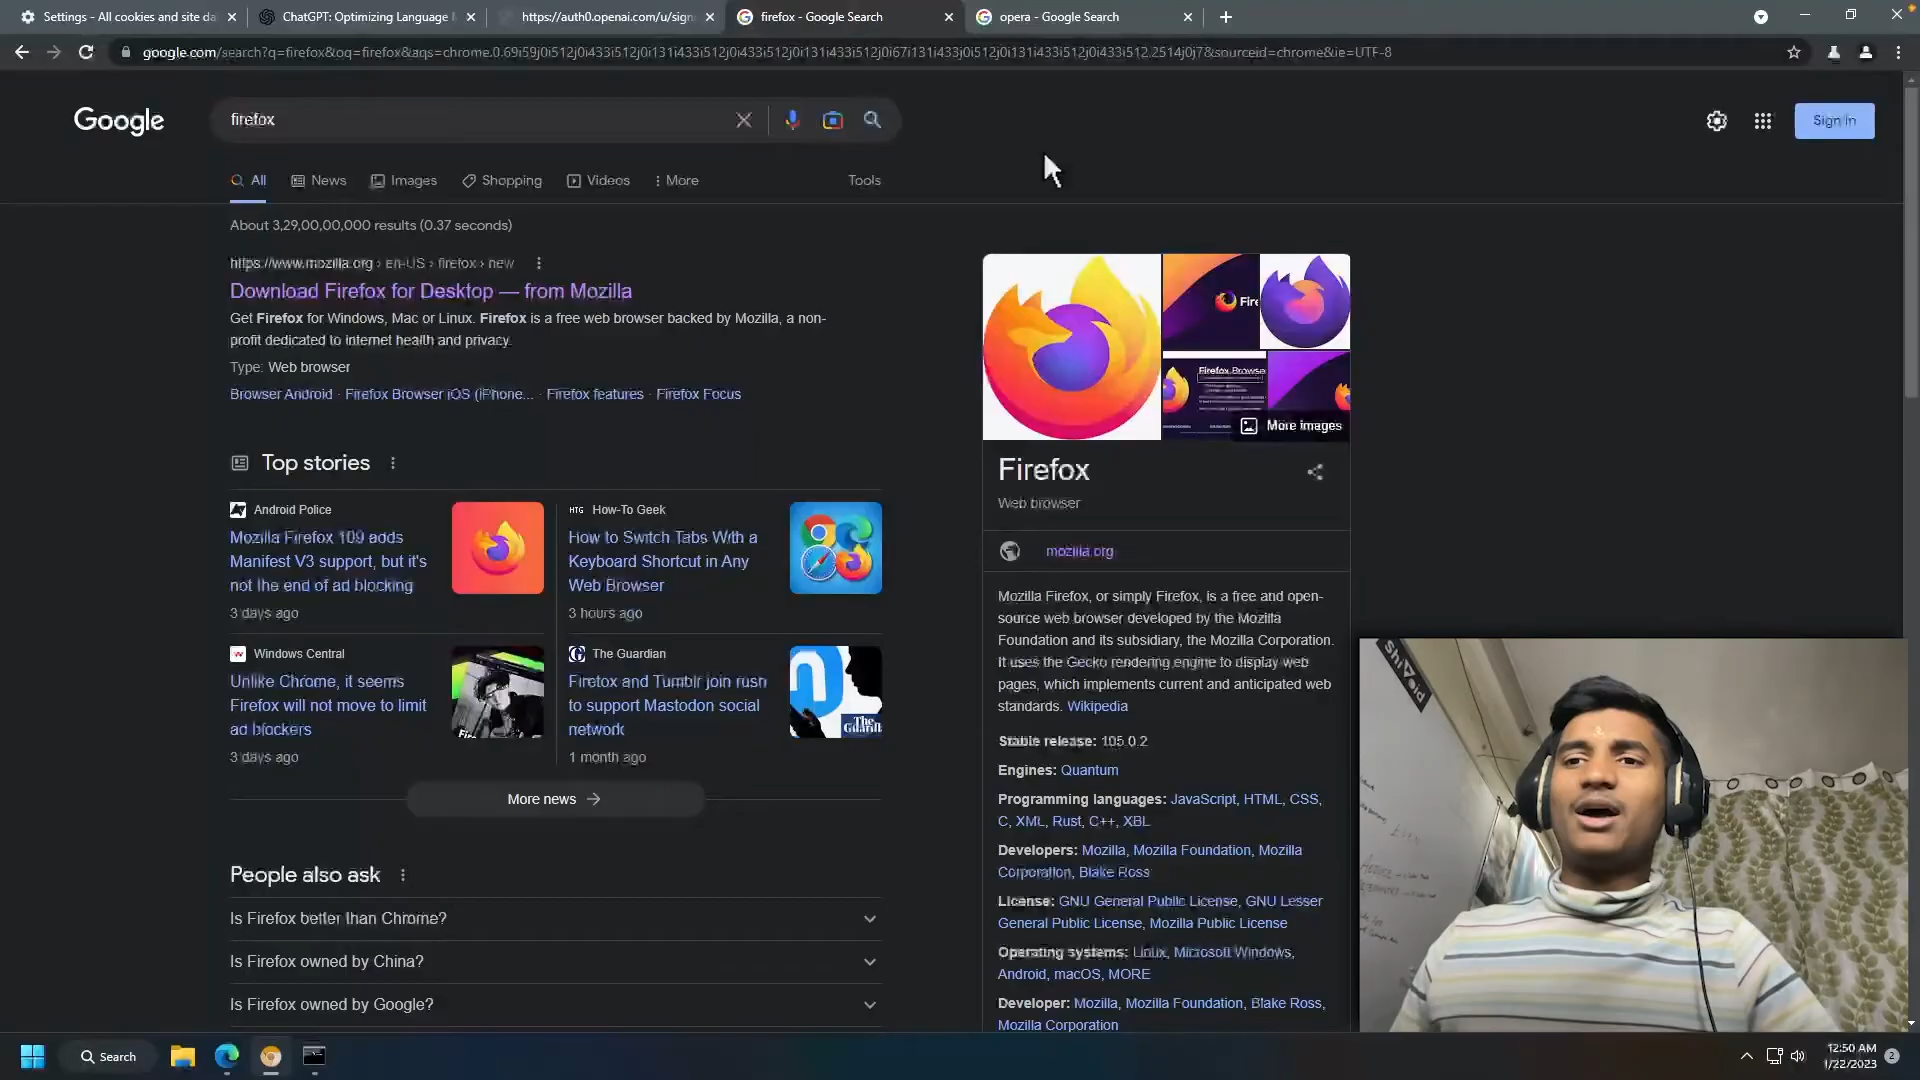 Settings - All cookies and site da
ChatGPT: Optimizing Language M
https://auth0.openai.com/u/sign
firefox - Google Search
opera - Google Search
google.com/search?q=firefox&oq=firefox&aqs=chrome.0.69i59j0i512j0i433i512j0i131i433i512j0i433i512j0i131i433i512j0i67i131i433i512j0i131i433i512j0i433i512.2514j0j7&sourceid=chrome&ie=UTF-8
Google
firefox
Sign in
All
News
Images
Shopping
Videos
More
Tools
About 3,29,00,00,000 results (0.37 seconds)
https://www.mozilla.org › en-US › firefox › new
Download Firefox for Desktop — from Mozilla
Get Firefox for Windows, Mac or Linux. Firefox is a free web browser backed by Mozilla, a non-
profit dedicated to internet health and privacy.
Type: Web browser
Browser Android · Firefox Browser iOS (iPhone... · Firefox features · Firefox Focus
Top stories
Android Police
Mozilla Firefox 109 adds
Manifest V3 support, but it's
not the end of ad blocking
3 days ago
HTG How-To Geek
How to Switch Tabs With a
Keyboard Shortcut in Any
Web Browser
3 hours ago
Windows Central
Unlike Chrome, it seems
Firefox will not move to limit
ad blockers
3 days ago
The Guardian
Firefox and Tumblr join rush
to support Mastodon social
network
1 month ago
More news
People also ask
Is Firefox better than Chrome?
Is Firefox owned by China?
Is Firefox owned by Google?
Fire
Firefox Browser
More images
Firefox
Web browser
mozilla.org
Mozilla Firefox, or simply Firefox, is a free and open-
source web browser developed by the Mozilla
Foundation and its subsidiary, the Mozilla Corporation.
It uses the Gecko rendering engine to display web
pages, which implements current and anticipated web
standards. Wikipedia
Stable release: 105.0.2
Engines: Quantum
Programming languages: JavaScript, HTML, CSS,
C, XML, Rust, C++, XBL
Developers: Mozilla, Mozilla Foundation, Mozilla
Corporation, Blake Ross
License: GNU General Public License, GNU Lesser
General Public License, Mozilla Public License
Operating systems: Linux, Microsoft Windows,
Android, macOS, MORE
Developer: Mozilla, Mozilla Foundation, Blake Ross,
Mozilla Corporation
Search
12:50 AM
1/22/2023
2